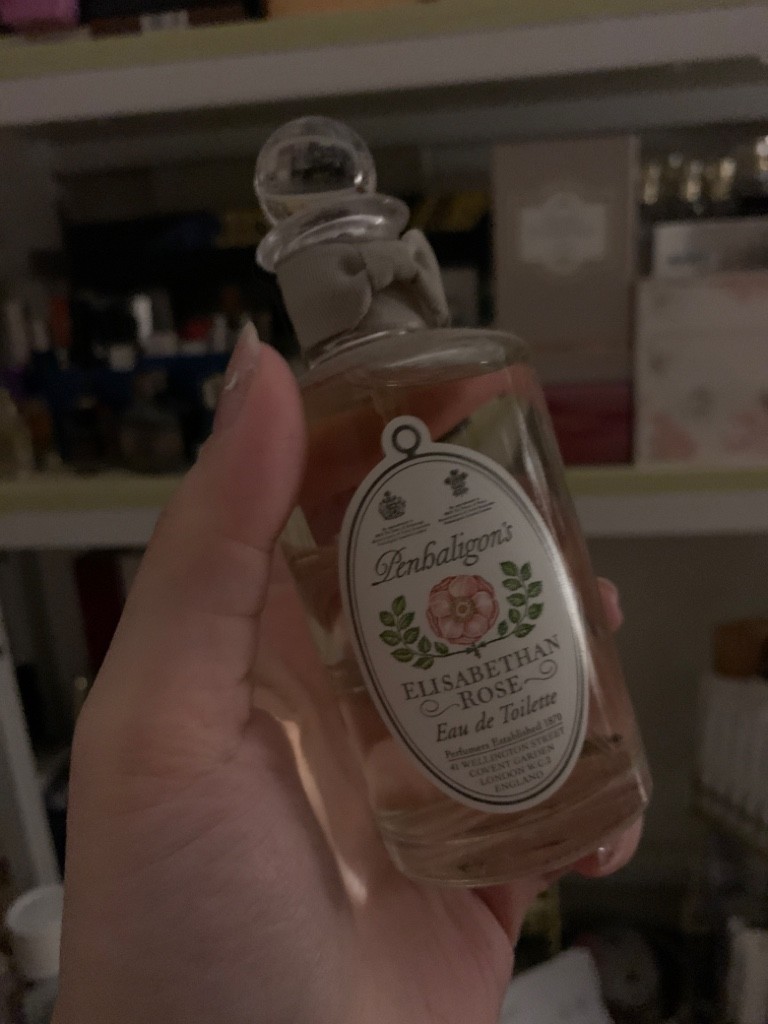 Penhaligon's
ELISABETHAN
ROSE
Eau de Toilette
Perfumers Established 1870
41 WELLINGTON STREET
COVENT GARDEN
LONDON W.C.2
ENGLAND